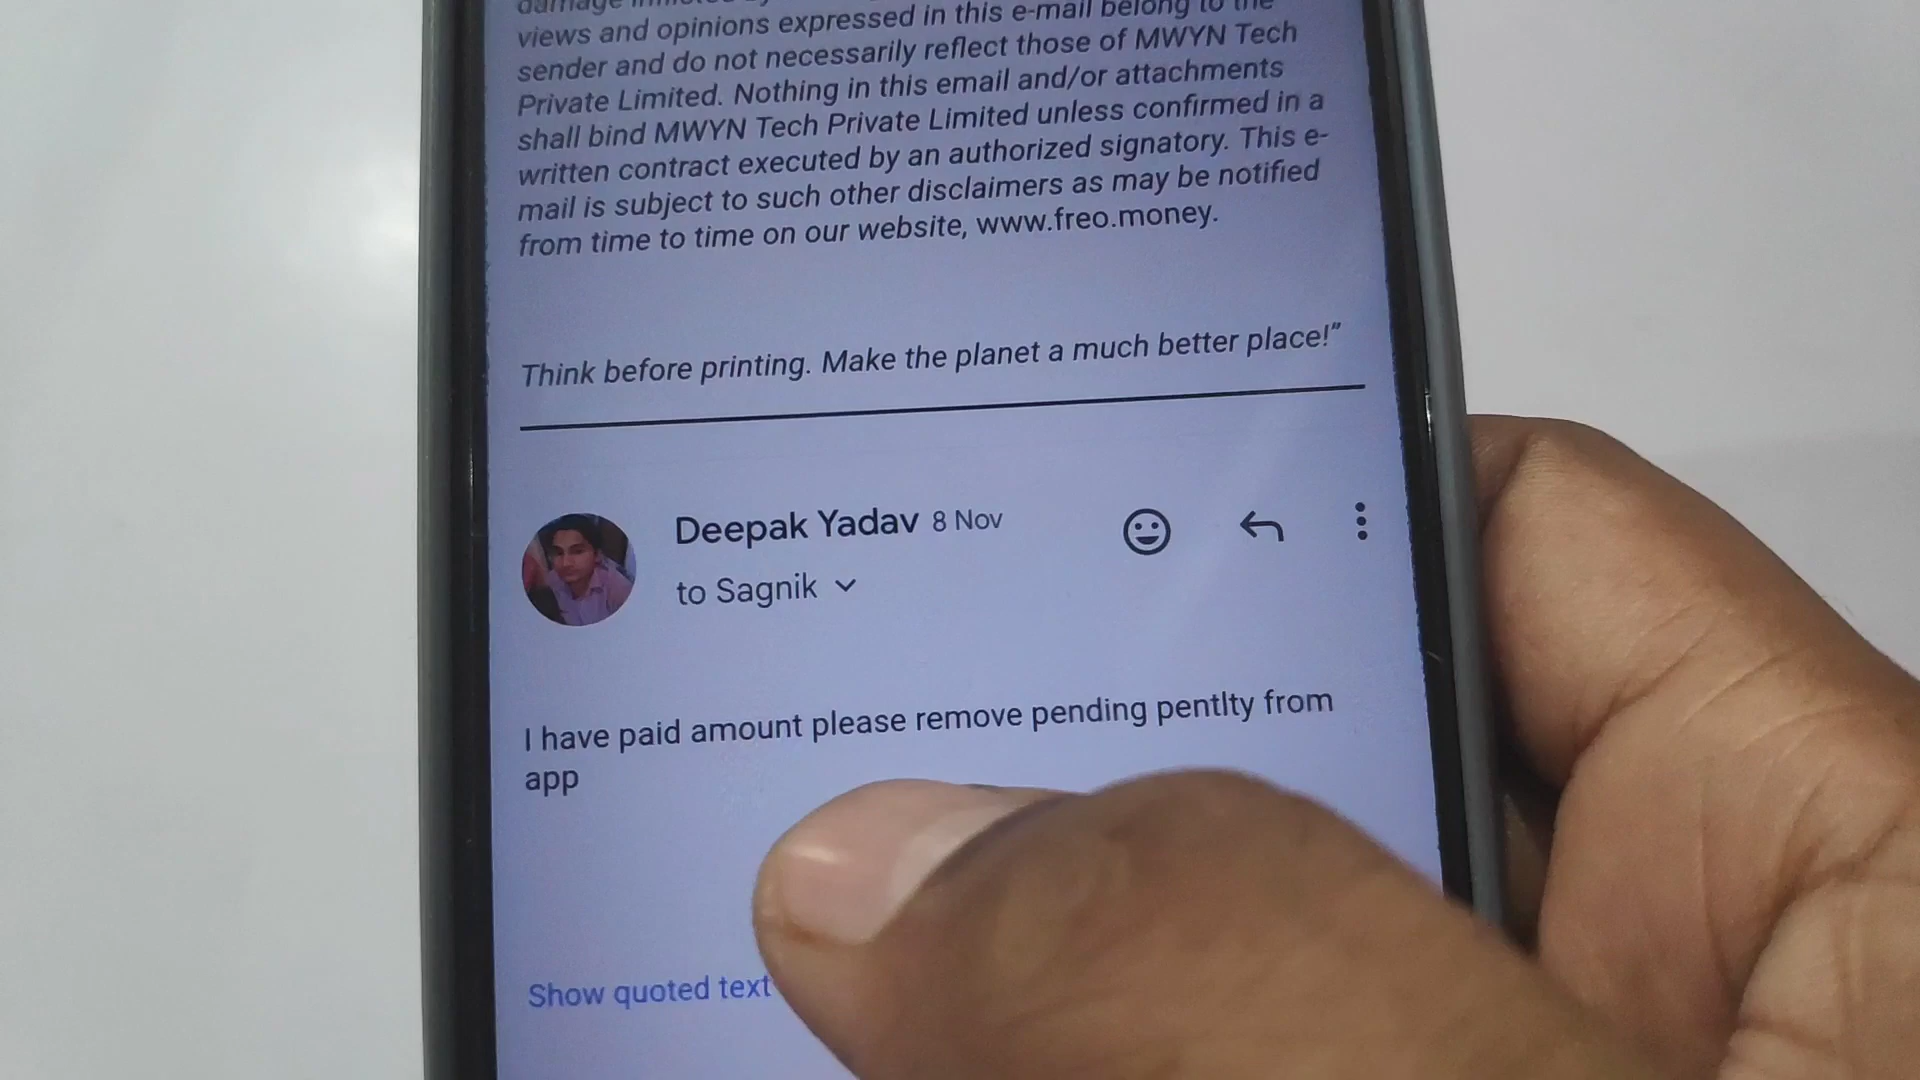 damage inflicted by
views and opinions expressed in this e-mail belong to the
sender and do not necessarily reflect those of MWYN Tech
Private Limited. Nothing in this email and/or attachments
shall bind MWYN Tech Private Limited unless confirmed in a
written contract executed by an authorized signatory. This e-
mail is subject to such other disclaimers as may be notified
from time to time on our website, www.freo.money.
Think before printing. Make the planet a much better place!”
Deepak Yadav 8 Nov
to Sagnik
I have paid amount please remove pending pentlty from
app
Show quoted text